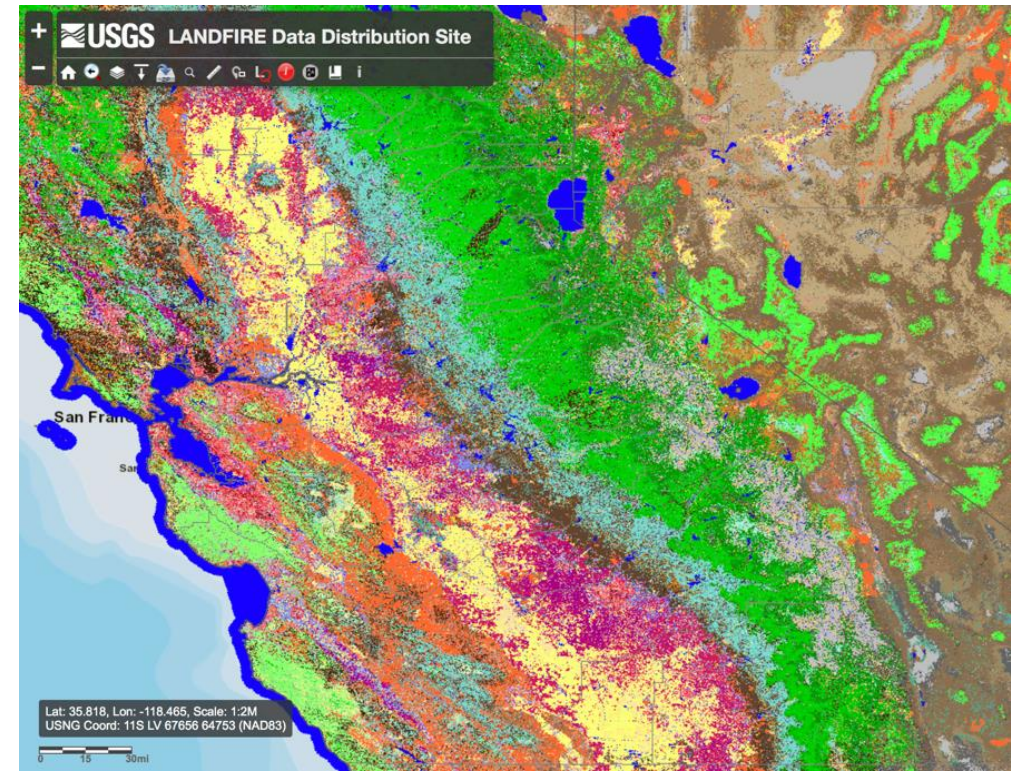 USGS LANDFIRE Data Distribution Site
San Fran
San
Lat: 35.818, Lon: -118.465, Scale: 1:2M
USNG Coord: 11S LV 67656 64753 (NAD83)
0 15 30mi